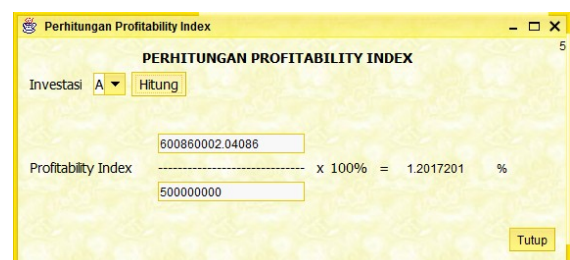 Perhitungan Profitability Index
5
PERHITUNGAN PROFITABILITY INDEX
Investasi A Hitung
600860002.04086
Profitability Index ----------------------------- x 100% = 1.2017201 %
500000000
Tutup